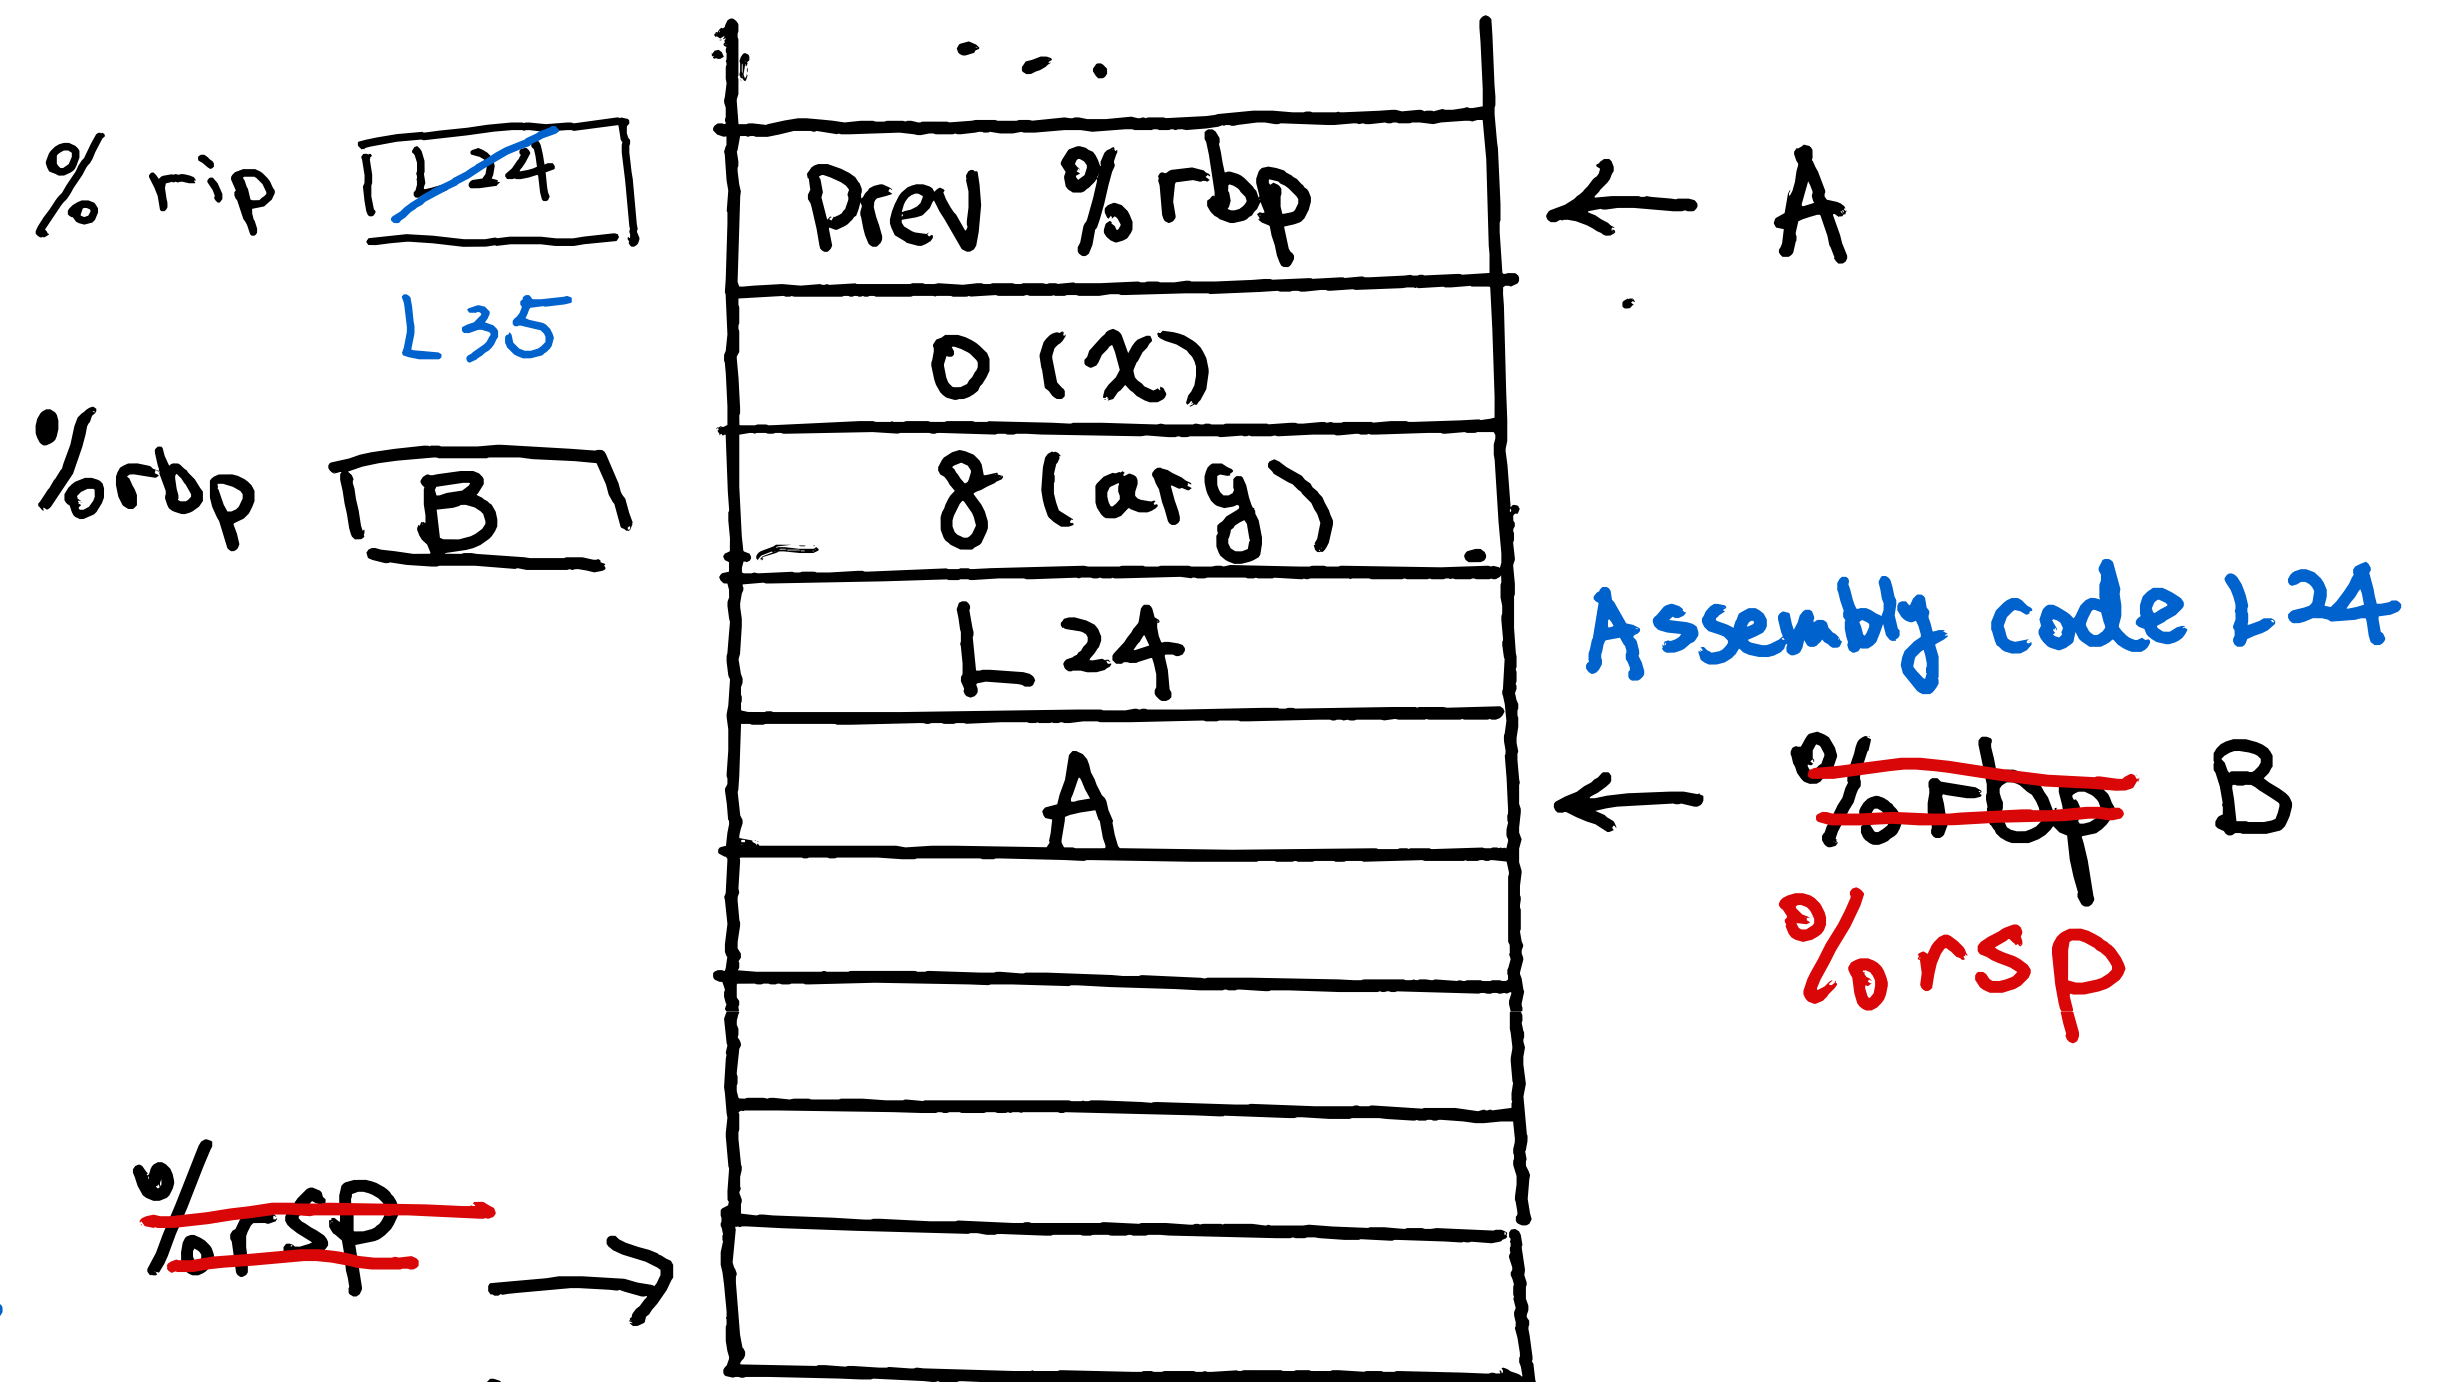 % rip L24
L35
%rbp B
prev %rbp
A
0 (x)
8 (arg)
L24
Assembly code L24
A
%rbp B
%rsp
%rsp